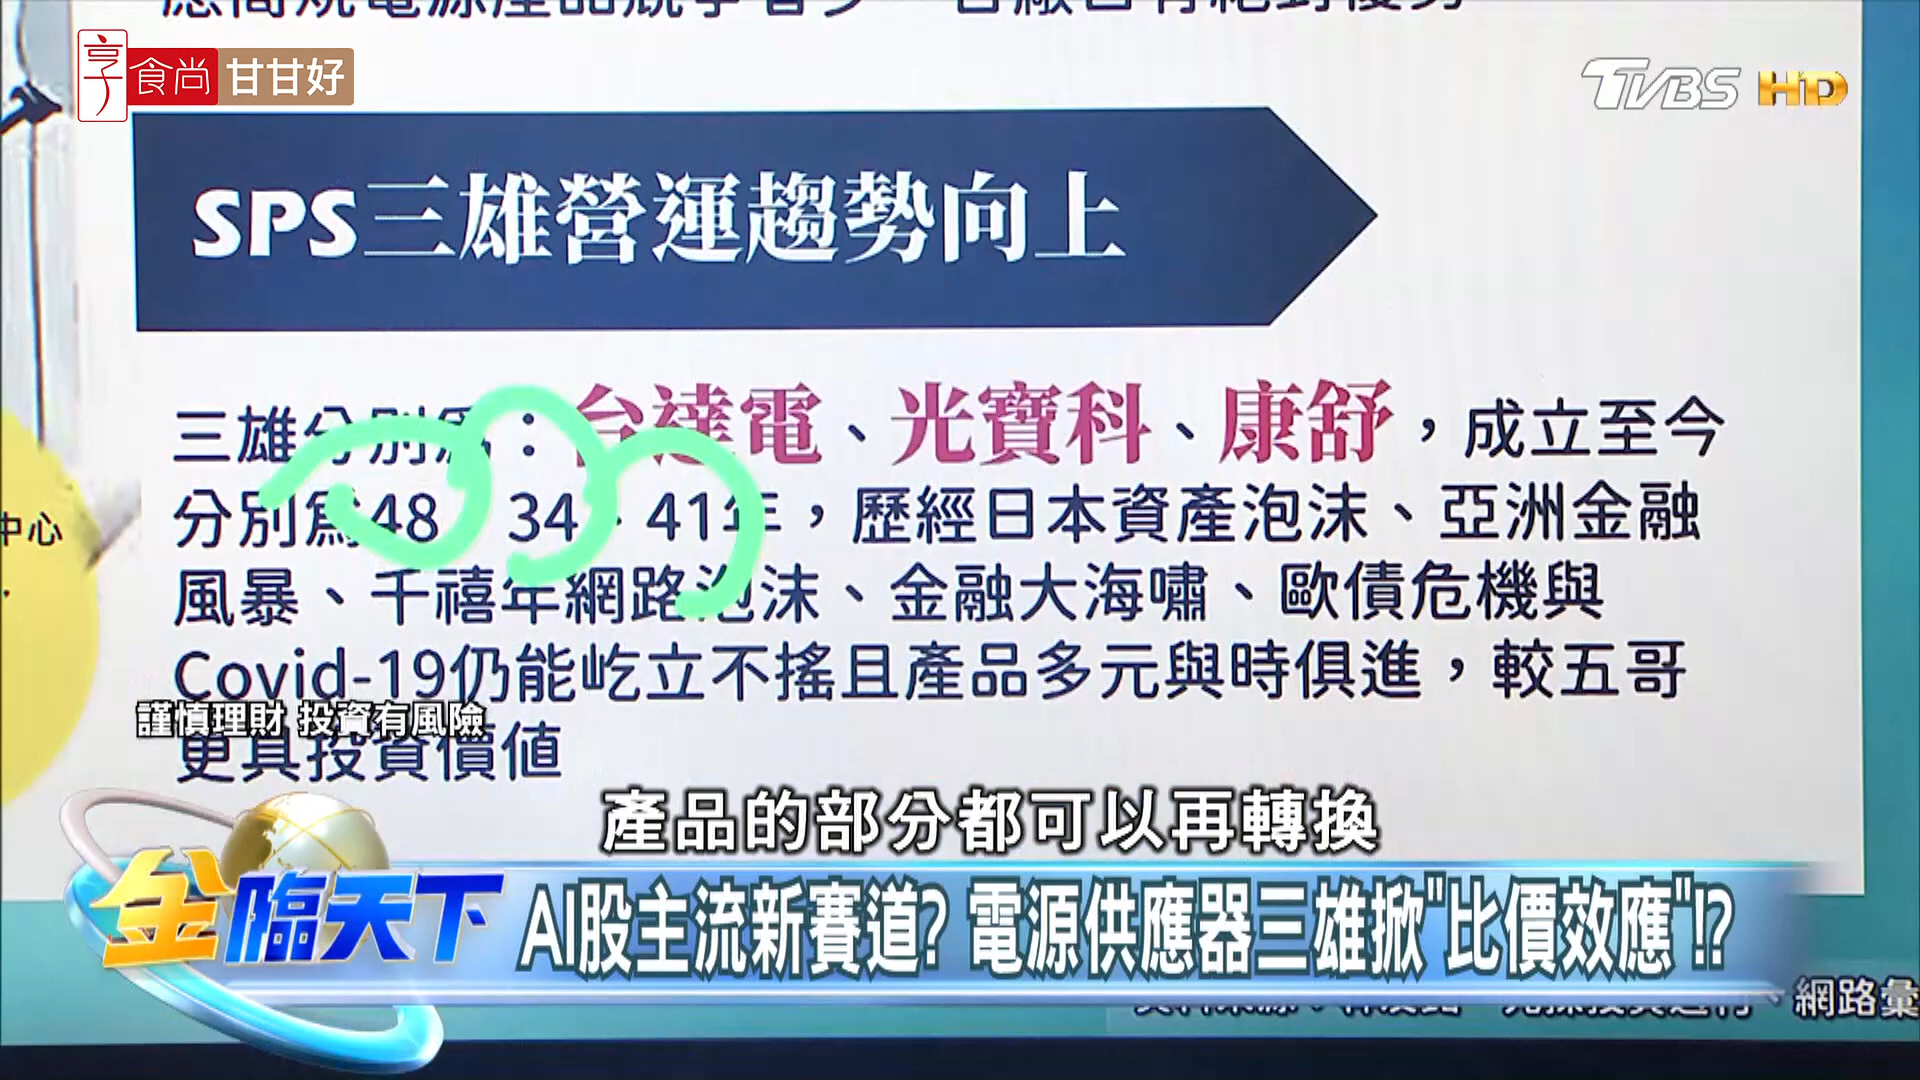 享 食尚 甘甘好
TVBS HD
SPS三雄營運趨勢向上
三雄分別為：台達電、光寶科、康舒，成立至今
分別為48、34、41年，歷經日本資產泡沫、亞洲金融
風暴、千禧年網路泡沫、金融大海嘯、歐債危機與
中心
Covid-19仍能屹立不搖且產品多元與時俱進，較五哥
更具投資價值
謹慎理財 投資有風險
產品的部分都可以再轉換
金臨天下
AI股主流新賽道? 電源供應器三雄掀"比價效應"!?
網路彙